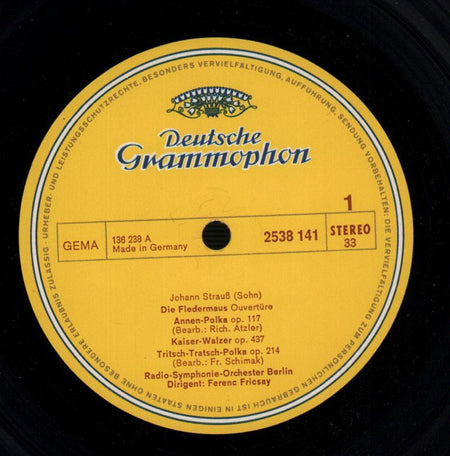 URHEBER- UND LEISTUNGSSCHUTZRECHTE, BESONDERS VERVIELFÄLTIGUNG, AUFFÜHRUNG, SENDUNG VORBEHALTEN: DIE VERVIELFÄLTIGUNG ZUM PERSÖNLICHEN GEBRAUCH IST IN EINIGEN STAATEN OHNE BESONDERE ERLAUBNIS ZULÄSSIG ·
Deutsche
Grammophon
GEMA
136 238 A
Made in Germany
2538 141
1
STEREO
33
Johann Strauß (Sohn)
Die Fledermaus Ouvertüre
Annen-Polka op. 117
(Bearb.: Rich. Atzler)
Kaiser-Walzer op. 437
Tritsch-Tratsch-Polka op. 214
(Bearb.: Fr. Schimak)
Radio-Symphonie-Orchester Berlin
Dirigent: Ferenc Fricsay